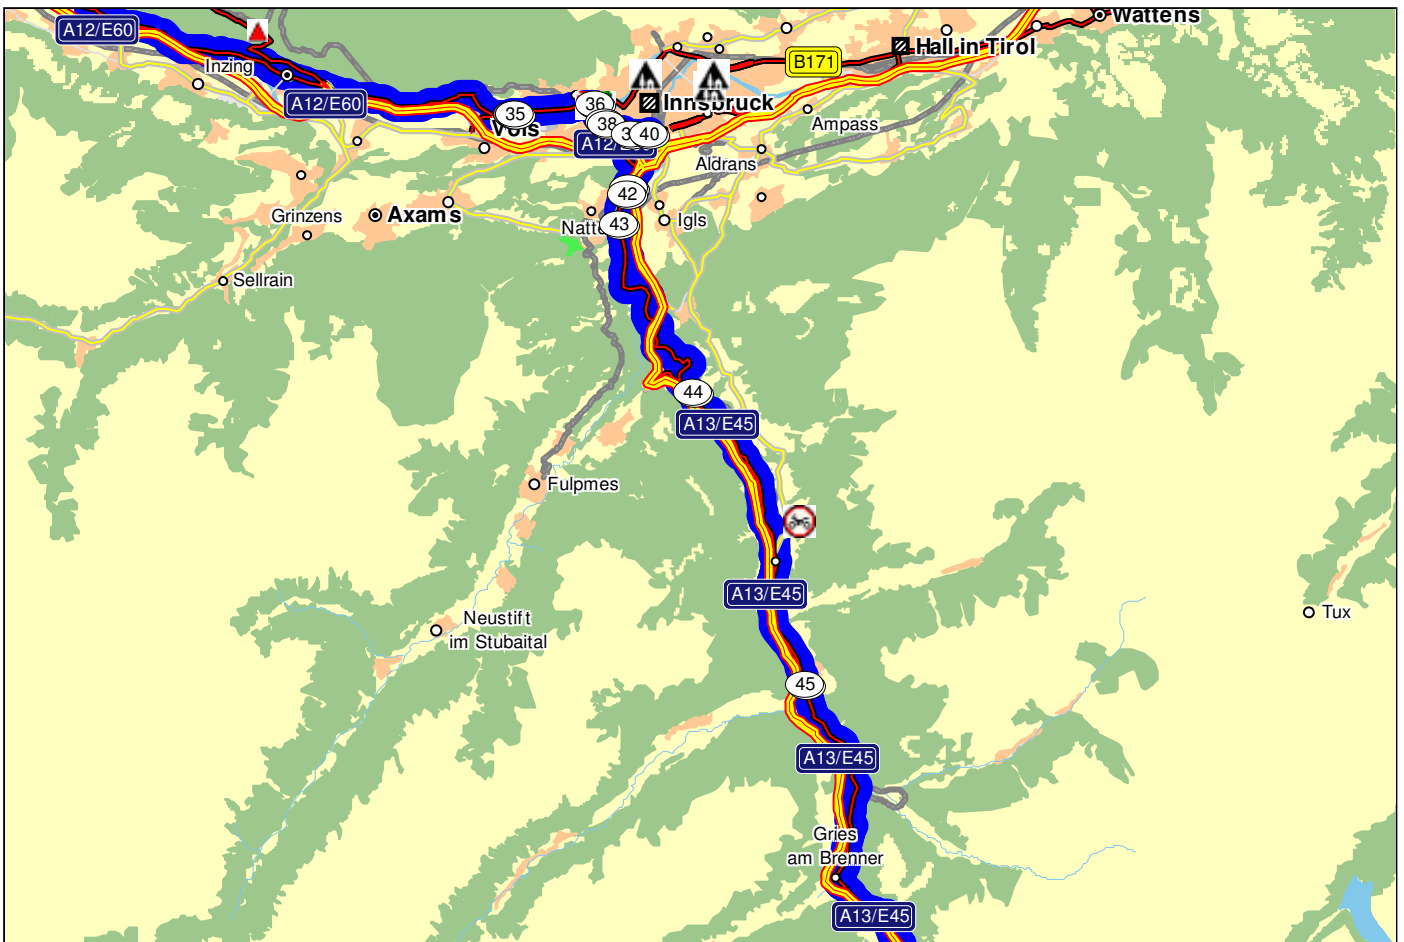 Wattens
A12/E60
Hall in Tirol
Inzing
B171
A12/E60
36
Innsbruck
35
38
Ampass
Völs
40
Aldrans
42
Grinzens
Axams
Igls
43
Sellrain
44
A13/E45
Fulpmes
A13/E45
Neustift
im Stubaital
Tux
45
A13/E45
Gries
am Brenner
A13/E45